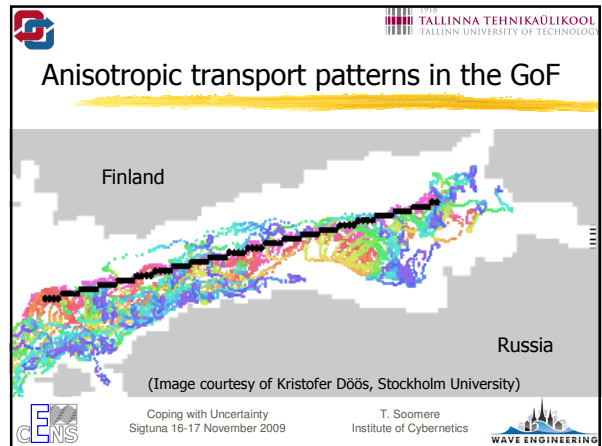 1918
TALLINNA TEHNIKAÜLIKOOL
TALLINN UNIVERSITY OF TECHNOLOGY
Anisotropic transport patterns in the GoF
Finland
Russia
(Image courtesy of Kristofer Döös, Stockholm University)
CENS
Coping with Uncertainty
Sigtuna 16-17 November 2009
T. Soomere
Institute of Cybernetics
WAVE ENGINEERING